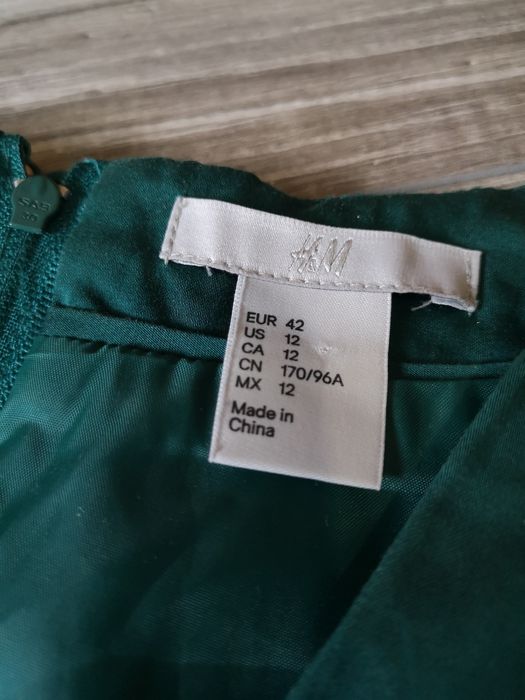 H&M
EUR 42
US 12
CA 12
CN 170/96A
MX 12
Made in
China